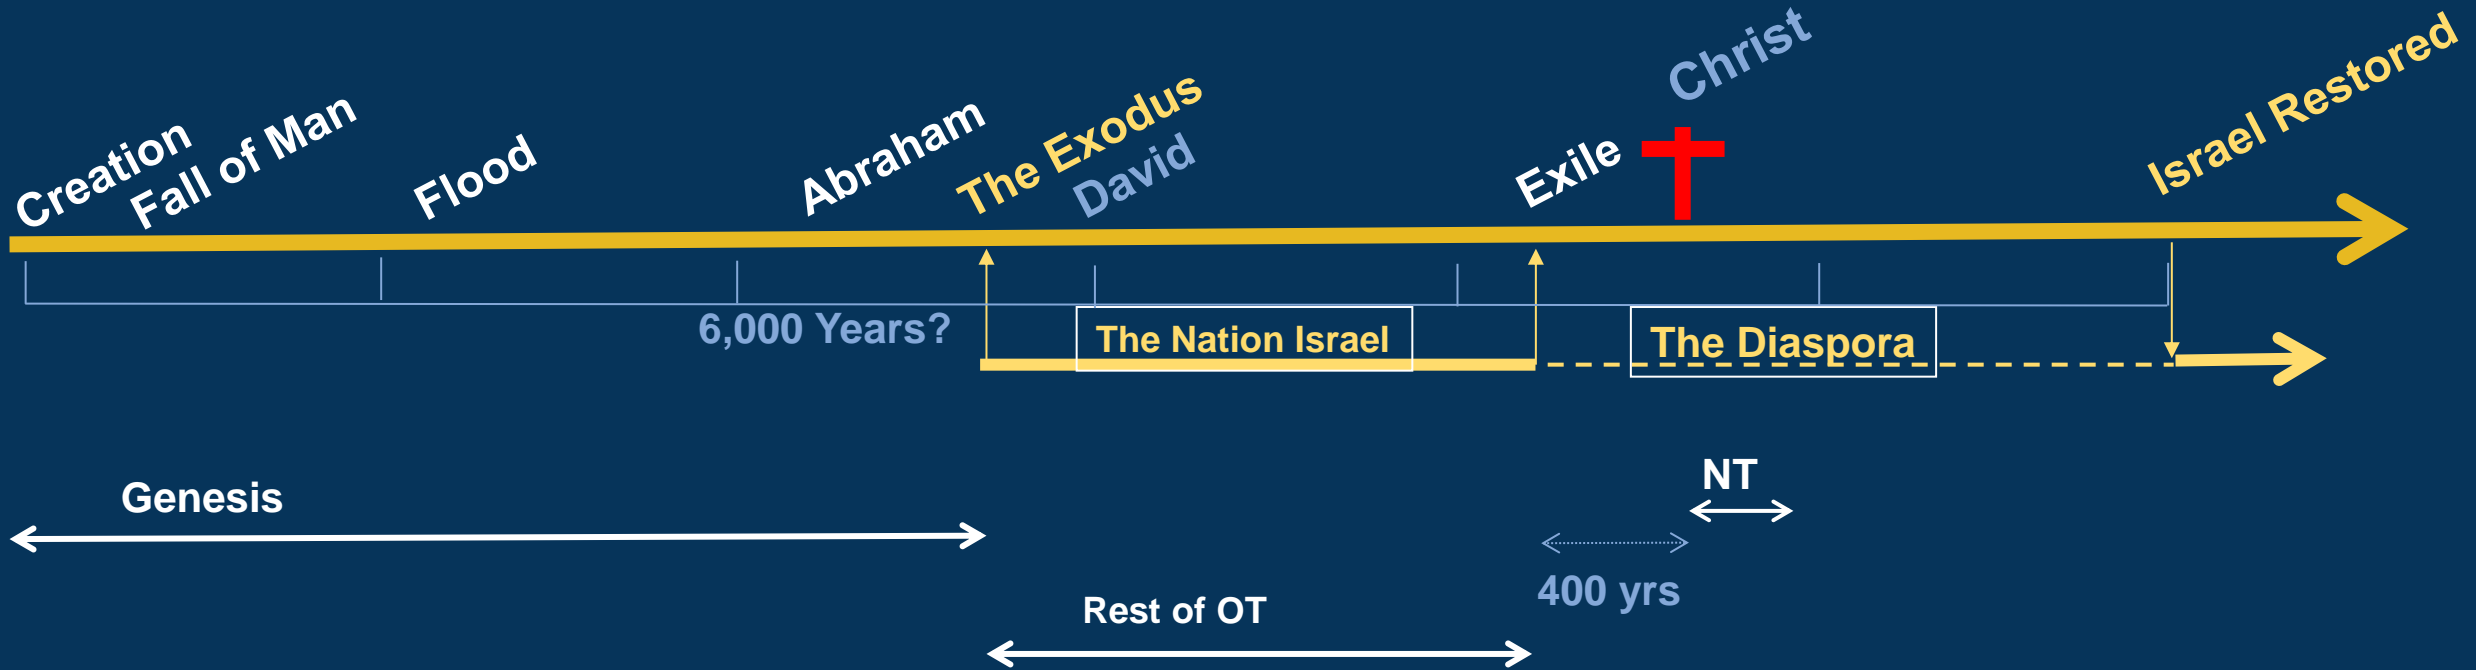 Creation
Fall of Man
Flood
Abraham
The Exodus
David
Exile
Christ
Israel Restored
6,000 Years?
The Nation Israel
The Diaspora
Genesis
NT
400 yrs
Rest of OT